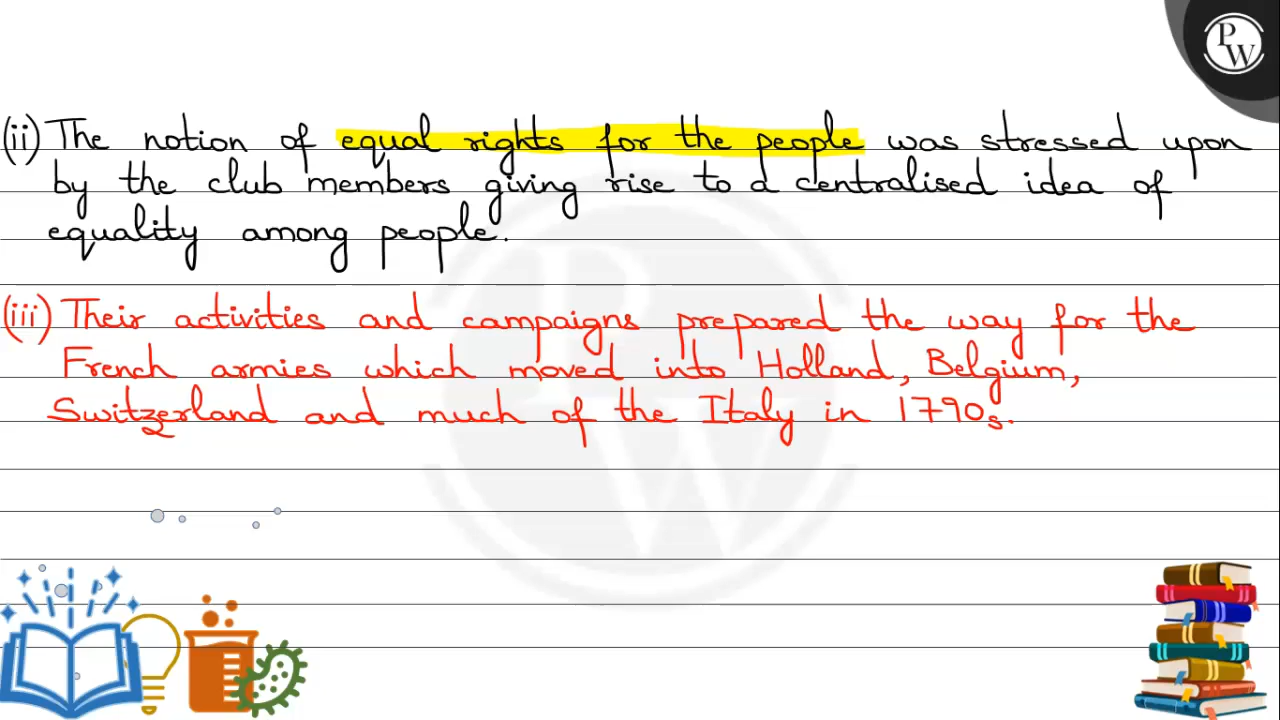 PW
(ii) The notion of equal rights for the people was stressed upon
by the club members giving rise to a centralised idea of
equality among people.
(iii) Their activities and campaigns prepared the way for the
French armies which moved into Holland, Belgium,
Switzerland and much of the Italy in 1790s.
PW